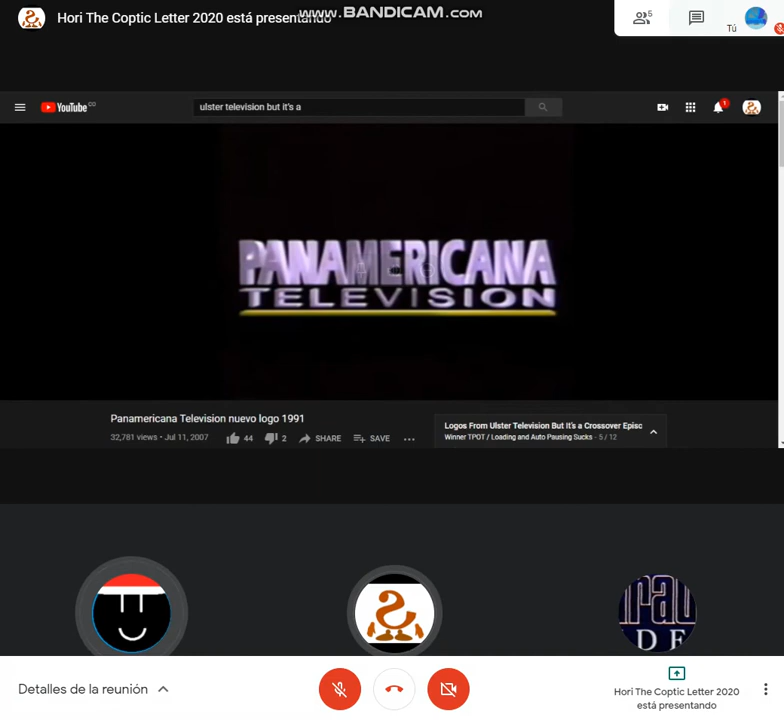 www.BANDICAM.com
Hori The Coptic Letter 2020 está presentando
5
Tú
YouTube CO
ulster television but it's a
1
PANAMERICANA
TELEVISION
Panamericana Television nuevo logo 1991
32,781 views • Jul 11, 2007
44
2
SHARE
SAVE
Logos From Ulster Television But It's a Crossover Episc
Winner TPOT / Loading and Auto Pausing Sucks - 5 / 12
DF
Detalles de la reunión
Hori The Coptic Letter 2020
está presentando